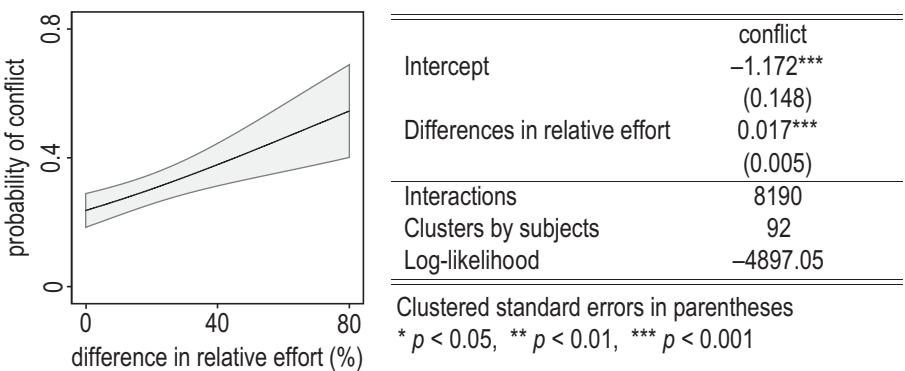 probability of conflict
0.8
0.4
0
0 40 80
difference in relative effort (%)
conflict
Intercept –1.172***
(0.148)
Differences in relative effort 0.017***
(0.005)
Interactions 8190
Clusters by subjects 92
Log-likelihood –4897.05
Clustered standard errors in parentheses
* p < 0.05, ** p < 0.01, *** p < 0.001